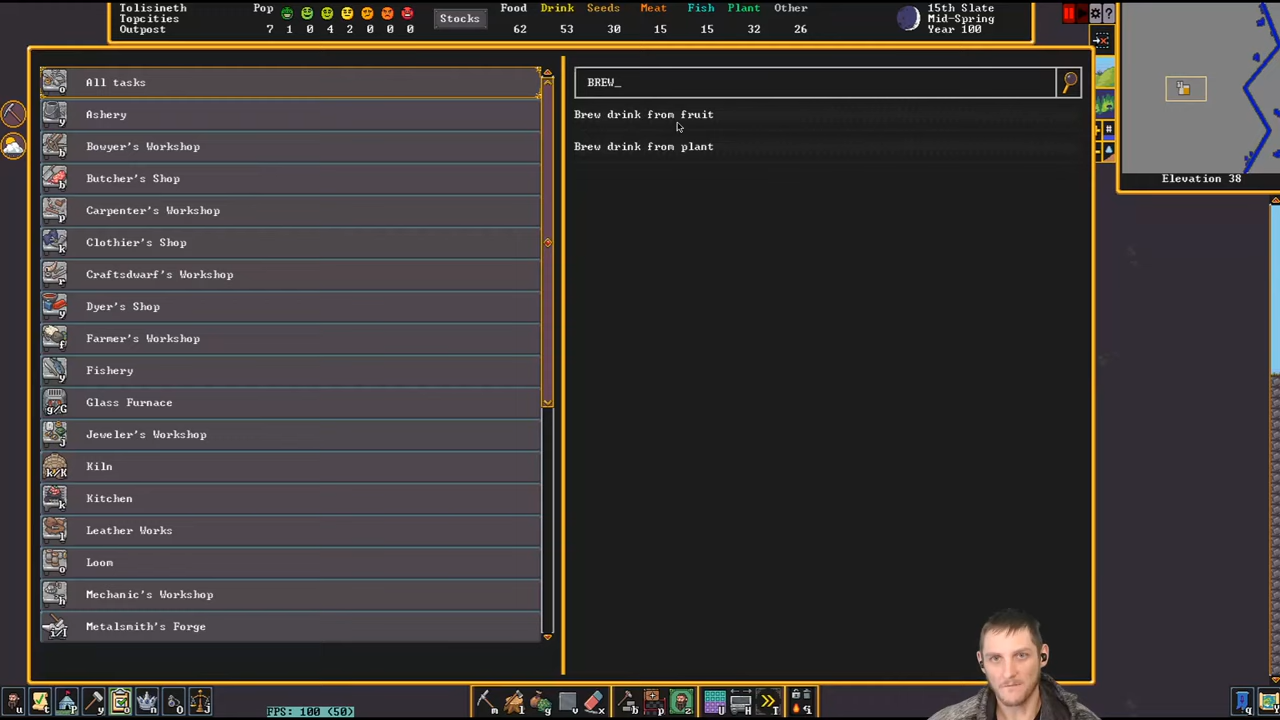 Tolisineth
Topcities
Outpost
Pop
7 1 0 4 2 0 0 0
Stocks
Food Drink Seeds Meat Fish Plant Other
62 53 30 15 15 32 26
15th Slate
Mid-Spring
Year 100
All tasks
Ashery
Bowyer's Workshop
Butcher's Shop
Carpenter's Workshop
Clothier's Shop
Craftsdwarf's Workshop
Dyer's Shop
Farmer's Workshop
Fishery
Glass Furnace
Jeweler's Workshop
Kiln
Kitchen
Leather Works
Loom
Mechanic's Workshop
Metalsmith's Forge
BREW_
Brew drink from fruit
Brew drink from plant
Elevation 38
FPS: 100 (50)